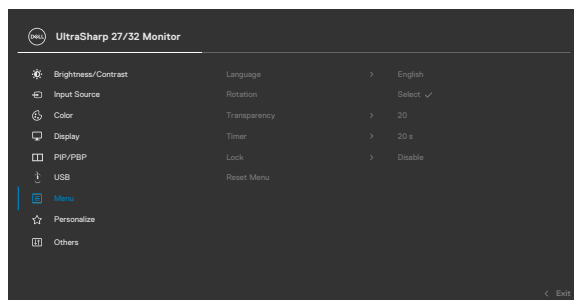 DELL UltraSharp 27/32 Monitor
Brightness/Contrast Language > English
Input Source Rotation Select ✓
Color Transparency > 20
Display Timer > 20 s
PIP/PBP Lock > Disable
USB Reset Menu
Menu
Personalize
Others
< Exit